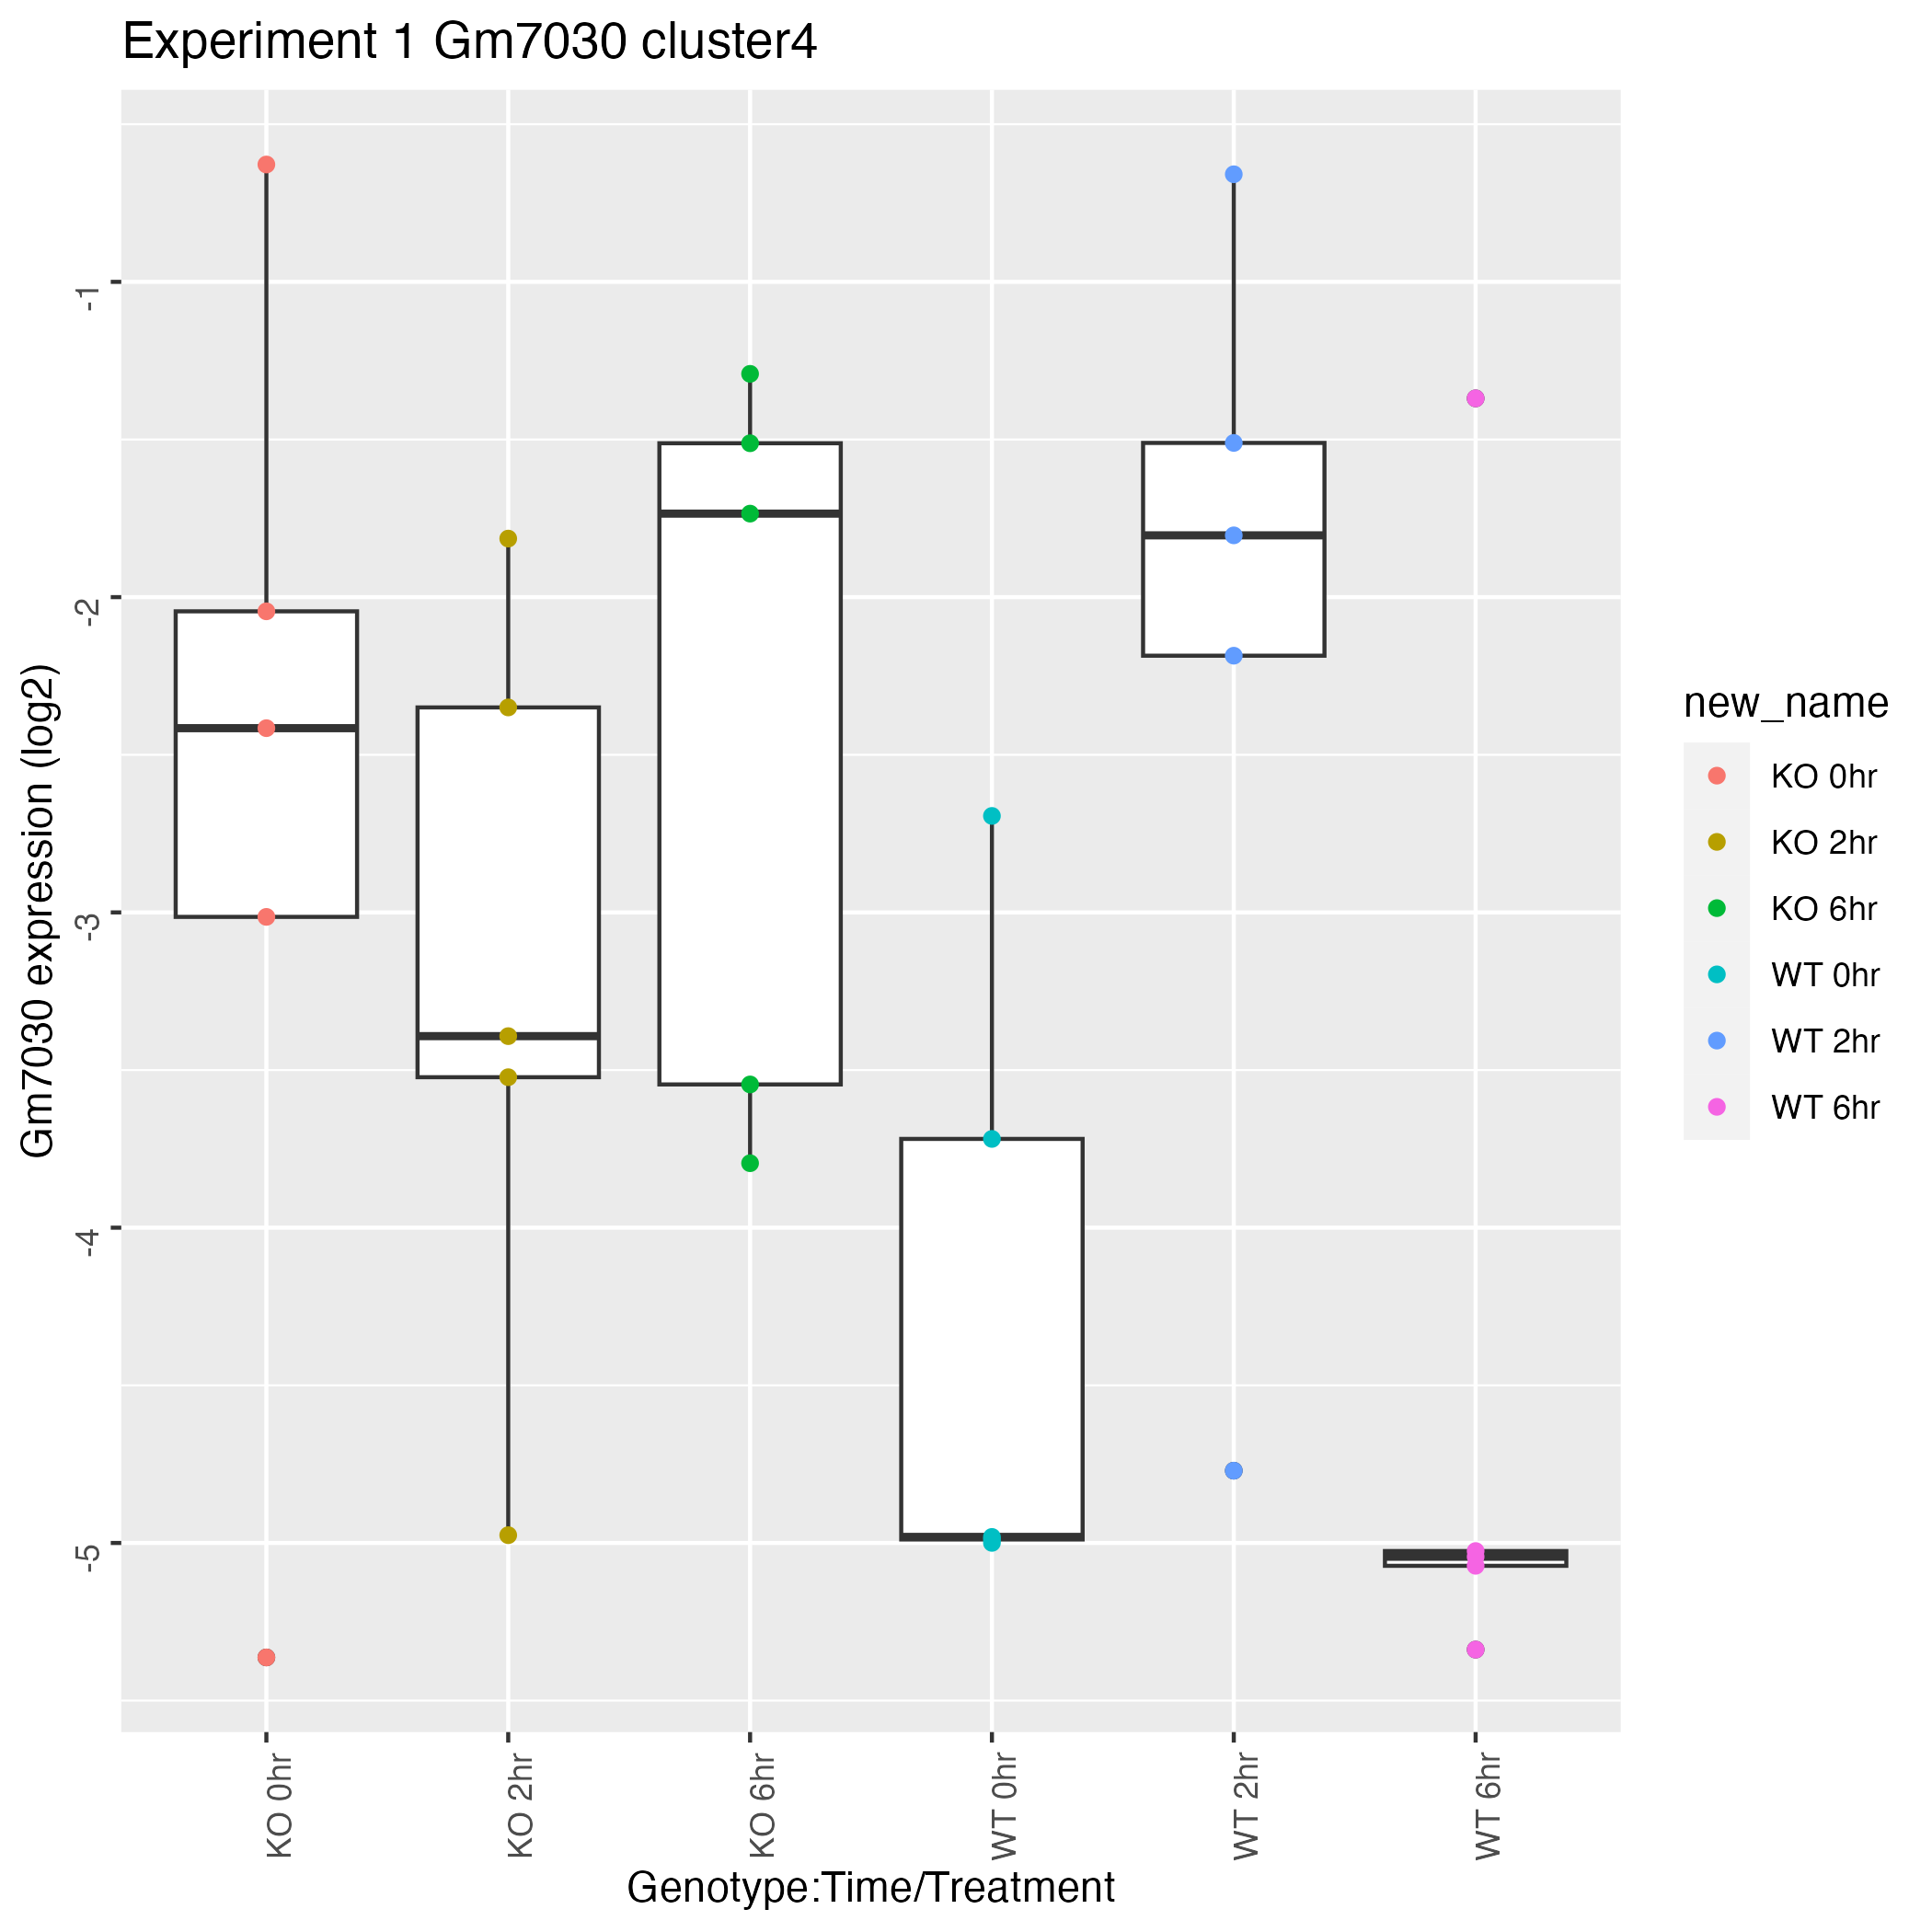 Experiment 1 Gm7030 cluster4
Gm7030 expression (log2)
-1
-2
-3
-4
-5
KO 0hr
KO 2hr
KO 6hr
WT 0hr
WT 2hr
WT 6hr
Genotype:Time/Treatment
new_name
KO 0hr
KO 2hr
KO 6hr
WT 0hr
WT 2hr
WT 6hr